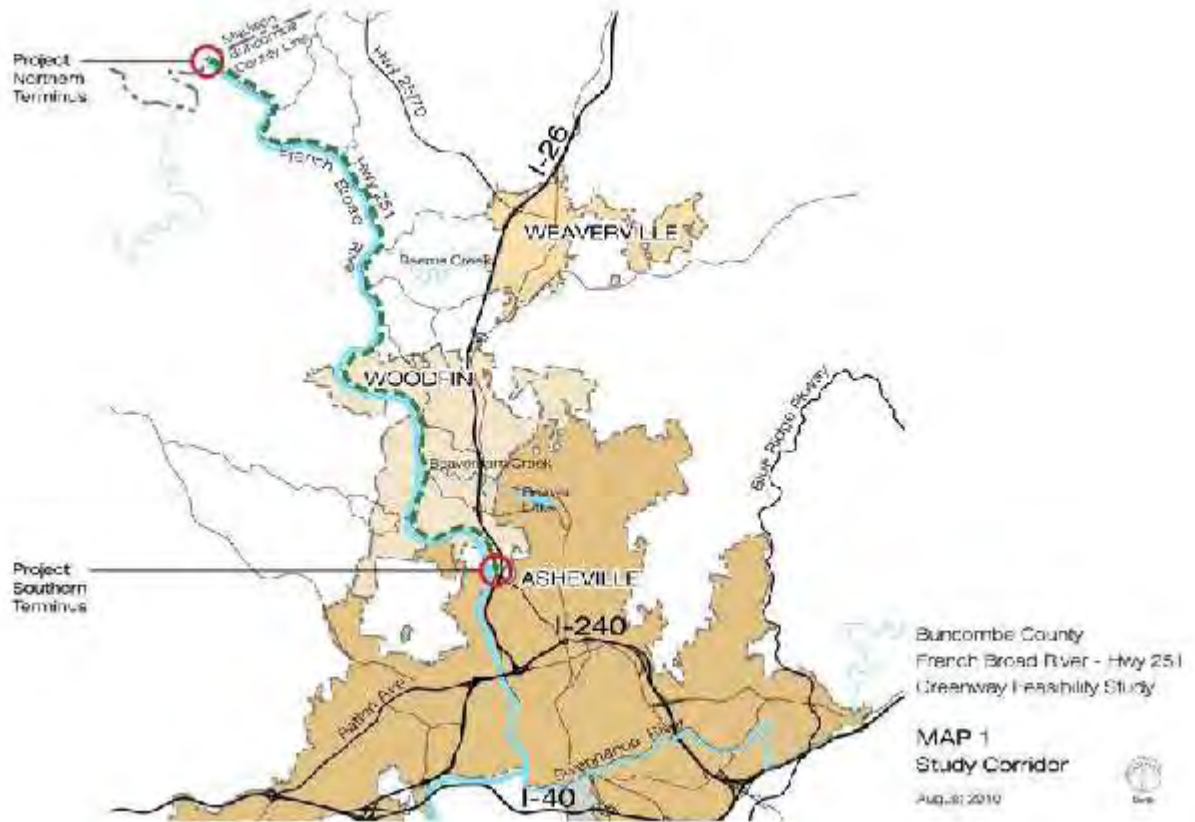 Project
Northern
Terminus
Madison
Buncombe
County Line
Hwy 25/70
I-26
French Broad River
Hwy 251
WEAVERVILLE
Reems Creek
WOODFIN
Blue Ridge Pkway
Beaverdam Creek
Beaver
Lake
Project
Southern
Terminus
ASHEVILLE
I-240
Patton Ave
Swannanoa River
I-40
Buncombe County
French Broad River - Hwy 251
Greenway Feasibility Study
MAP 1
Study Corridor
August 2010